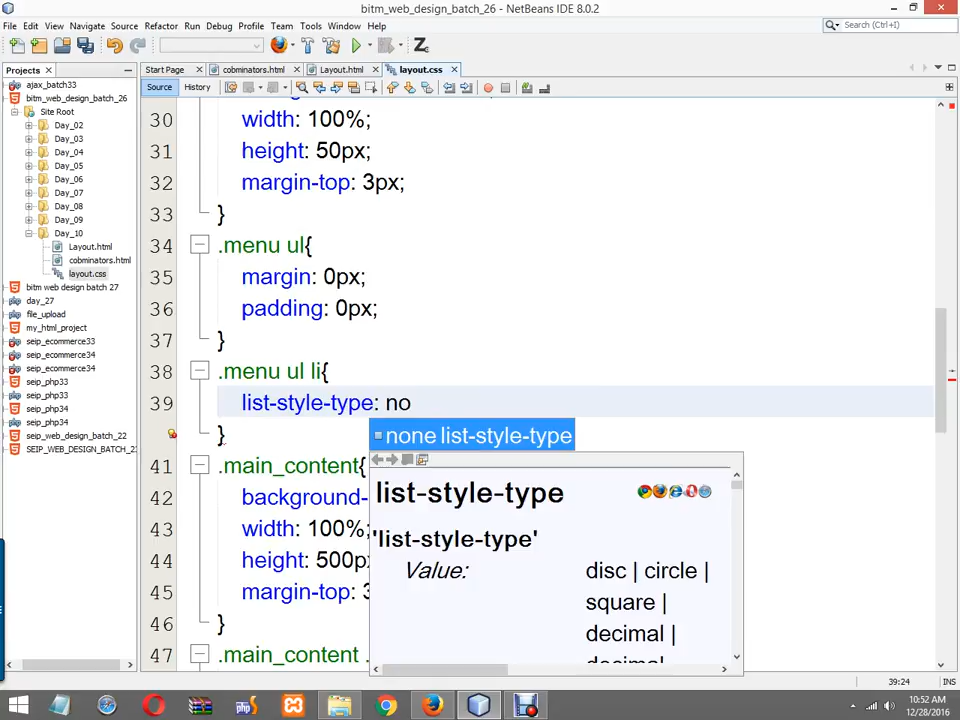 bitm_web_design_batch_26 - NetBeans IDE 8.0.2
File Edit View Navigate Source Refactor Run Debug Profile Team Tools Window Help
Search (Ctrl+I)
Projects
Start Page
cobminators.html
Layout.html
layout.css
Source History
ajax_batch33
bitm_web_design_batch_26
Site Root
Day_02
Day_03
Day_04
Day_05
Day_06
Day_07
Day_08
Day_09
Day_10
Layout.html
cobminators.html
layout.css
bitm web design batch 27
day_27
file_upload
my_html_project
seip_ecommerce33
seip_ecommerce34
seip_ecommerce34
seip_php33
seip_php33
seip_php34
seip_php34
seip_web_design_batch_22
SEIP_WEB_DESIGN_BATCH_2
30 width: 100%;
31 height: 50px;
32 margin-top: 3px;
33 }
34 .menu ul{
35 margin: 0px;
36 padding: 0px;
37 }
38 .menu ul li{
39 list-style-type: no
}
41 .main_content{
42 background-
43 width: 100%;
44 height: 500p
45 margin-top: 3
46 }
47 .main_content .
none list-style-type
list-style-type
'list-style-type'
Value: disc | circle |
square |
decimal |
39:24 INS
10:52 AM
12/28/2016